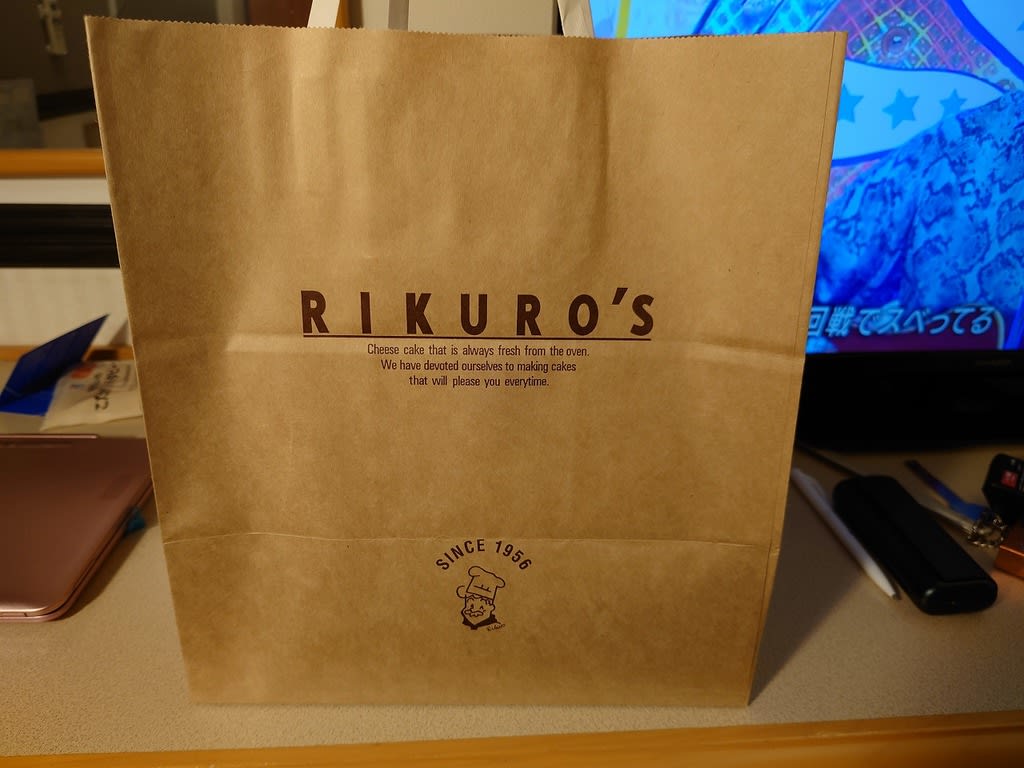 RIKURO'S
Cheese cake that is always fresh from the oven.
We have devoted ourselves to making cakes
that will please you everytime.
SINCE 1956
回戦でスベってる